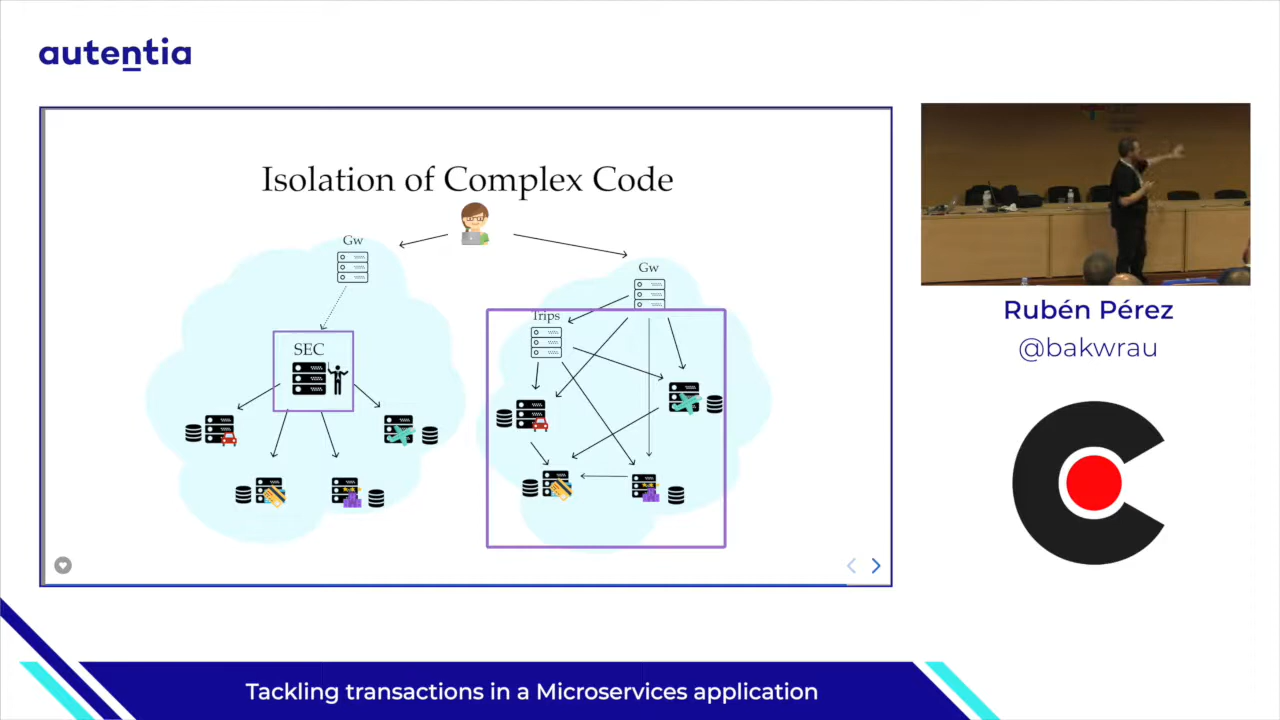 autentia
Isolation of Complex Code
Gw
SEC
Gw
Trips
Rubén Pérez
@bakwrau
Tackling transactions in a Microservices application